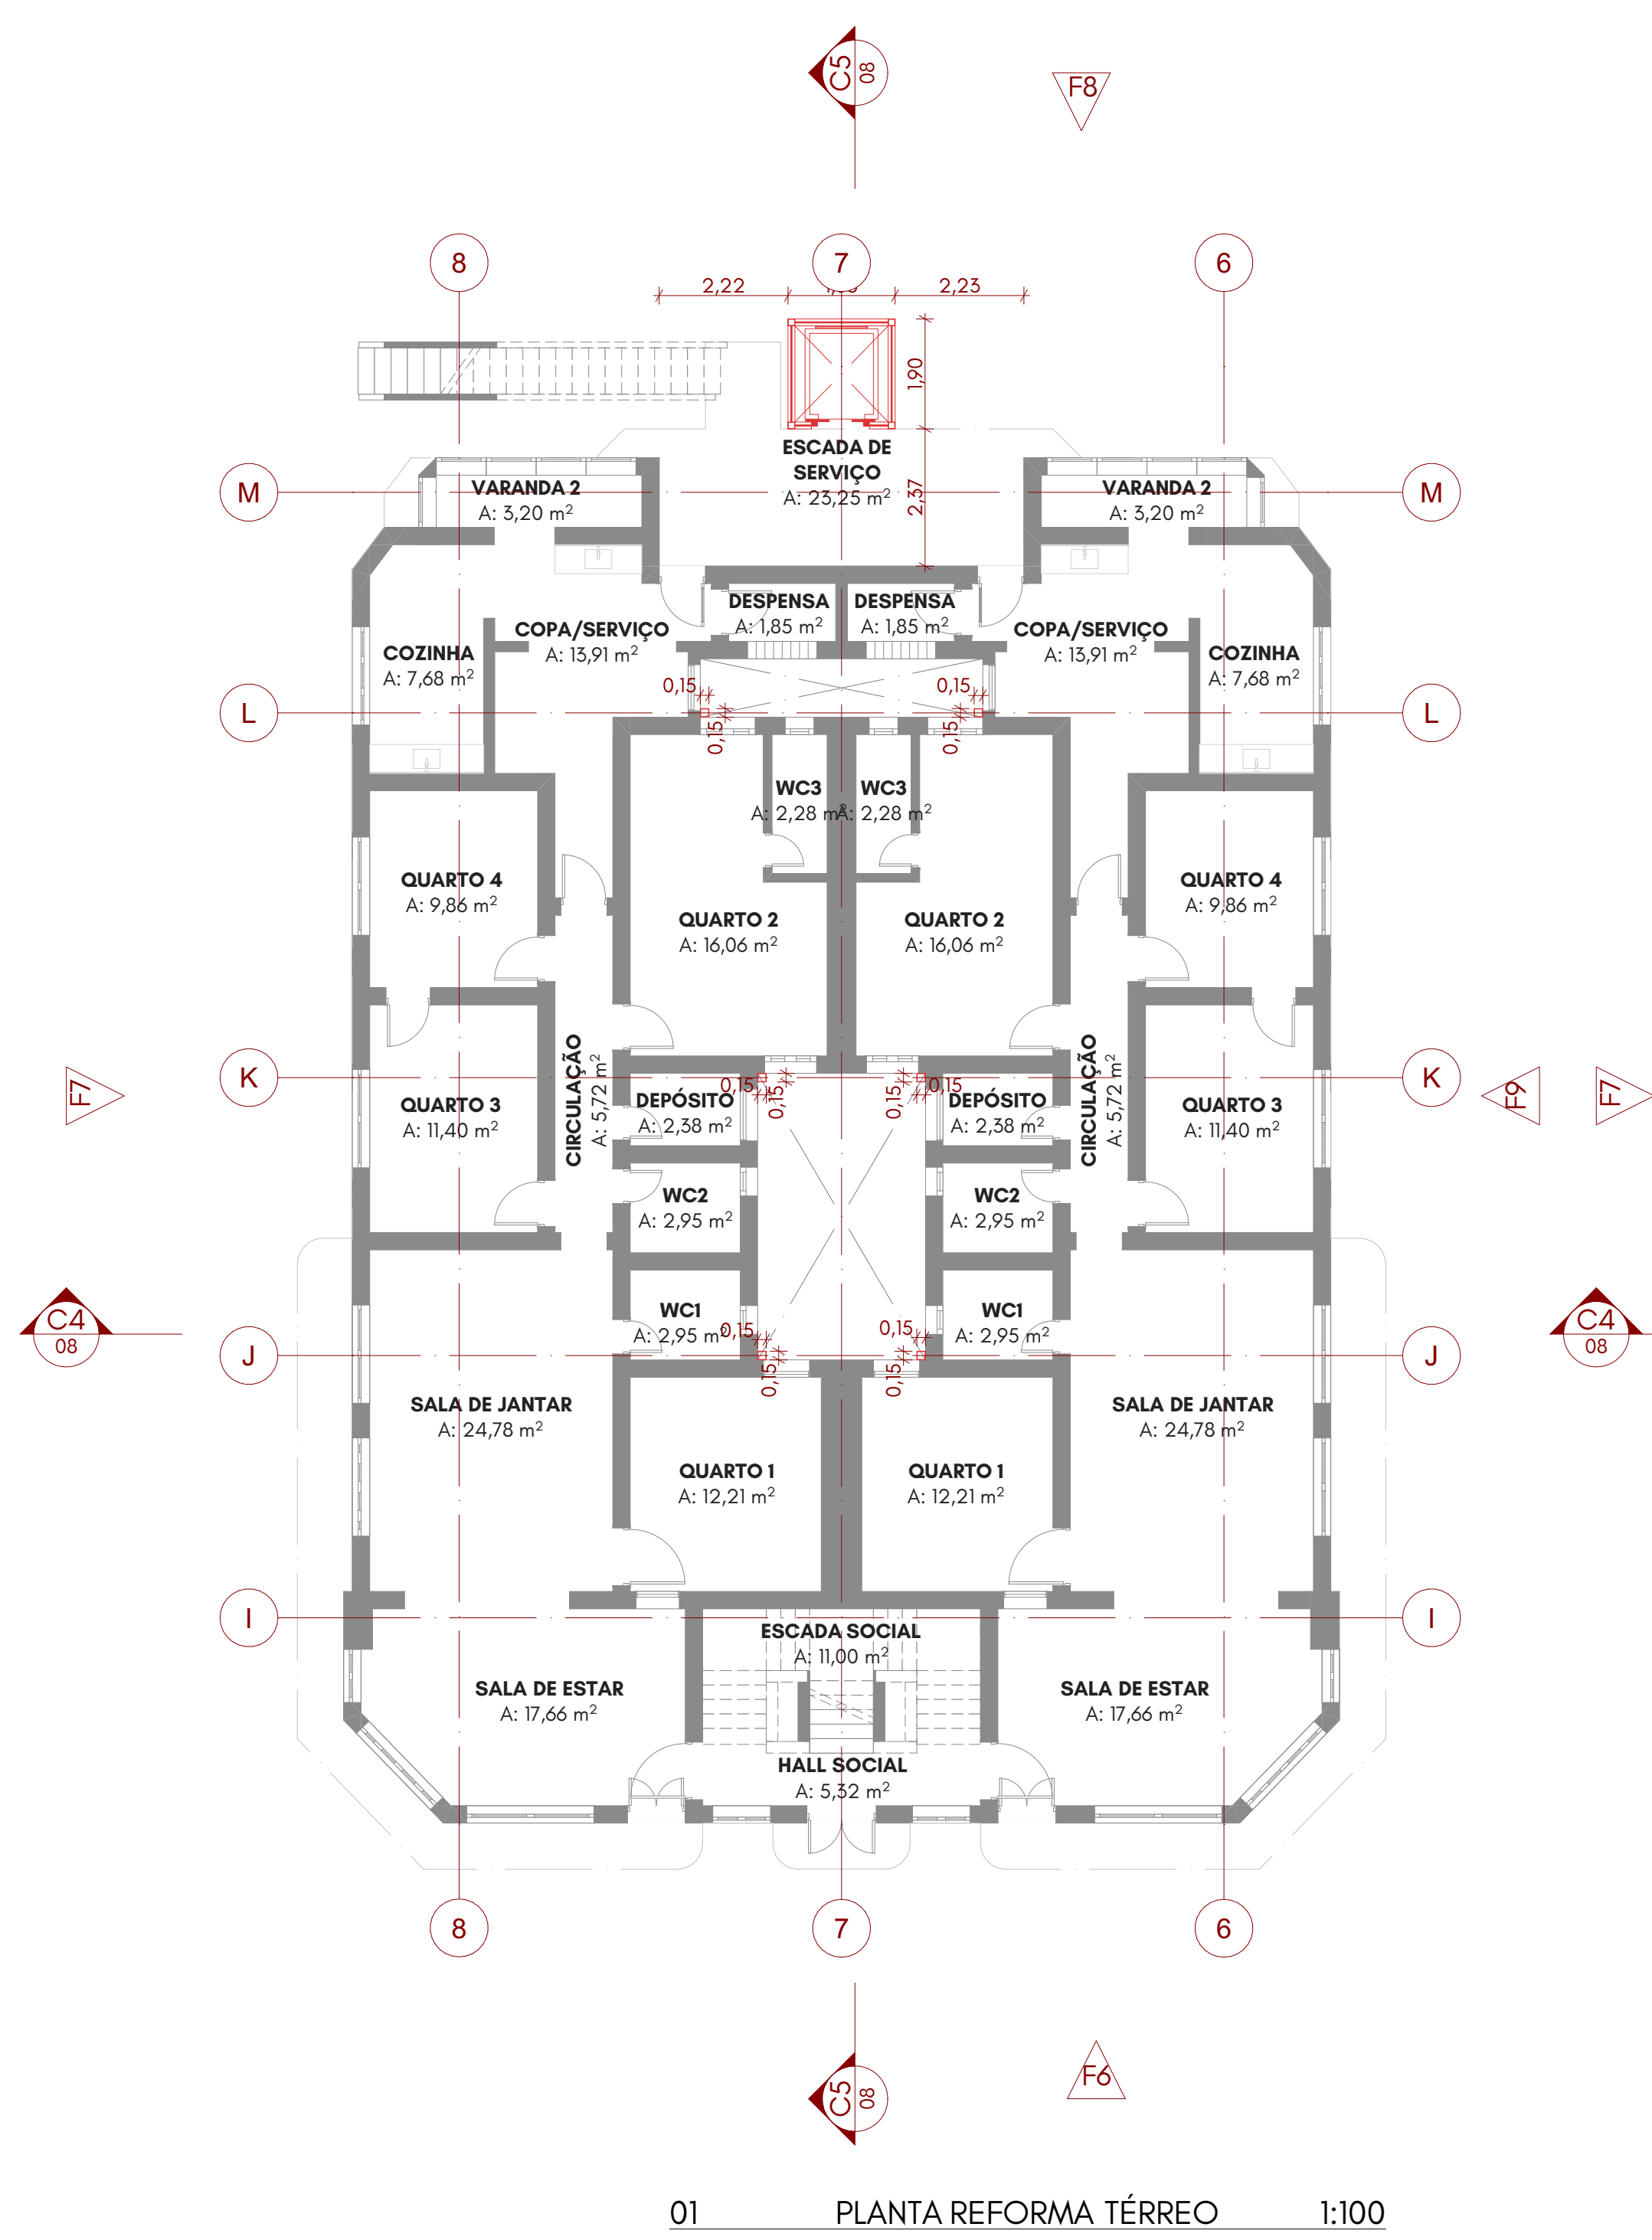 C5
08
F8
8
7
6
2,22
2,23
1,90
ESCADA DE
SERVIÇO
A: 23,25 m²
2,37
M
VARANDA 2
A: 3,20 m²
VARANDA 2
A: 3,20 m²
M
DESPENSA
A: 1,85 m²
DESPENSA
A: 1,85 m²
COPA/SERVIÇO
A: 13,91 m²
COPA/SERVIÇO
A: 13,91 m²
COZINHA
A: 7,68 m²
COZINHA
A: 7,68 m²
0,15
0,15
L
L
0,15
0,15
WC3
A: 2,28 m²
WC3
A: 2,28 m²
QUARTO 4
A: 9,86 m²
QUARTO 4
A: 9,86 m²
QUARTO 2
A: 16,06 m²
QUARTO 2
A: 16,06 m²
CIRCULAÇÃO
A: 5,72 m²
CIRCULAÇÃO
A: 5,72 m²
K
K
0,15
0,15
0,15
0,15
F7
F9
F7
DEPÓSITO
A: 2,38 m²
DEPÓSITO
A: 2,38 m²
QUARTO 3
A: 11,40 m²
QUARTO 3
A: 11,40 m²
WC2
A: 2,95 m²
WC2
A: 2,95 m²
WC1
A: 2,95 m²
WC1
A: 2,95 m²
C4
08
C4
08
0,15
0,15
J
J
0,15
0,15
SALA DE JANTAR
A: 24,78 m²
SALA DE JANTAR
A: 24,78 m²
QUARTO 1
A: 12,21 m²
QUARTO 1
A: 12,21 m²
I
I
ESCADA SOCIAL
A: 11,00 m²
SALA DE ESTAR
A: 17,66 m²
SALA DE ESTAR
A: 17,66 m²
HALL SOCIAL
A: 5,32 m²
8
7
6
C5
08
F6
01 PLANTA REFORMA TÉRREO 1:100